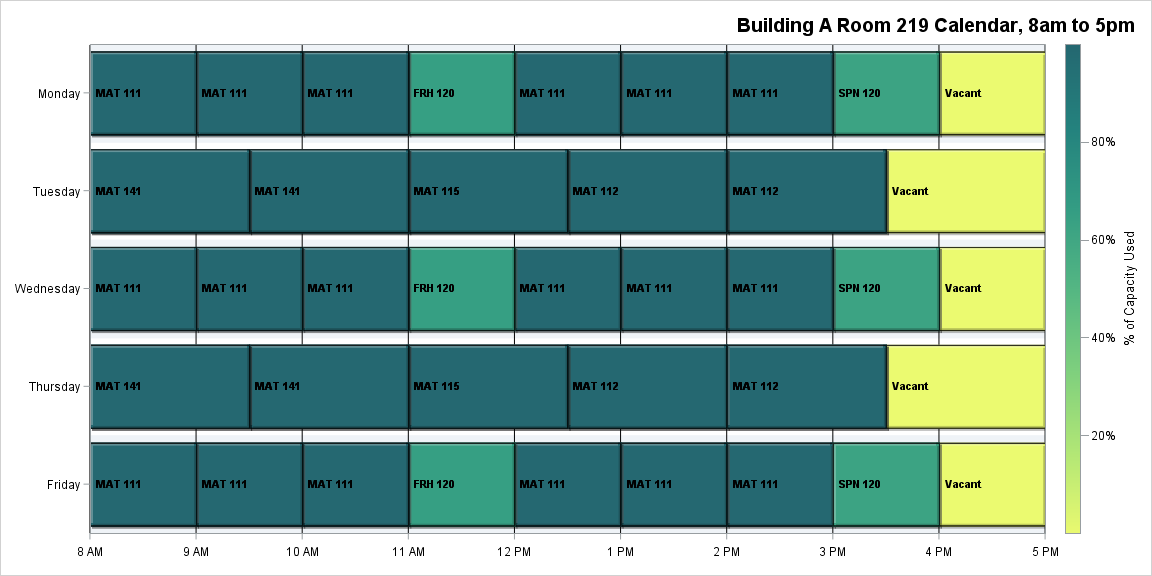 Building A Room 219 Calendar, 8am to 5pm
Monday MAT 111 MAT 111 MAT 111 FRH 120 MAT 111 MAT 111 MAT 111 SPN 120 Vacant
80%
Tuesday MAT 141 MAT 141 MAT 115 MAT 112 MAT 112 Vacant
60%
Wednesday MAT 111 MAT 111 MAT 111 FRH 120 MAT 111 MAT 111 MAT 111 SPN 120 Vacant
% of Capacity Used
40%
Thursday MAT 141 MAT 141 MAT 115 MAT 112 MAT 112 Vacant
20%
Friday MAT 111 MAT 111 MAT 111 FRH 120 MAT 111 MAT 111 MAT 111 SPN 120 Vacant
8 AM 9 AM 10 AM 11 AM 12 PM 1 PM 2 PM 3 PM 4 PM 5 PM